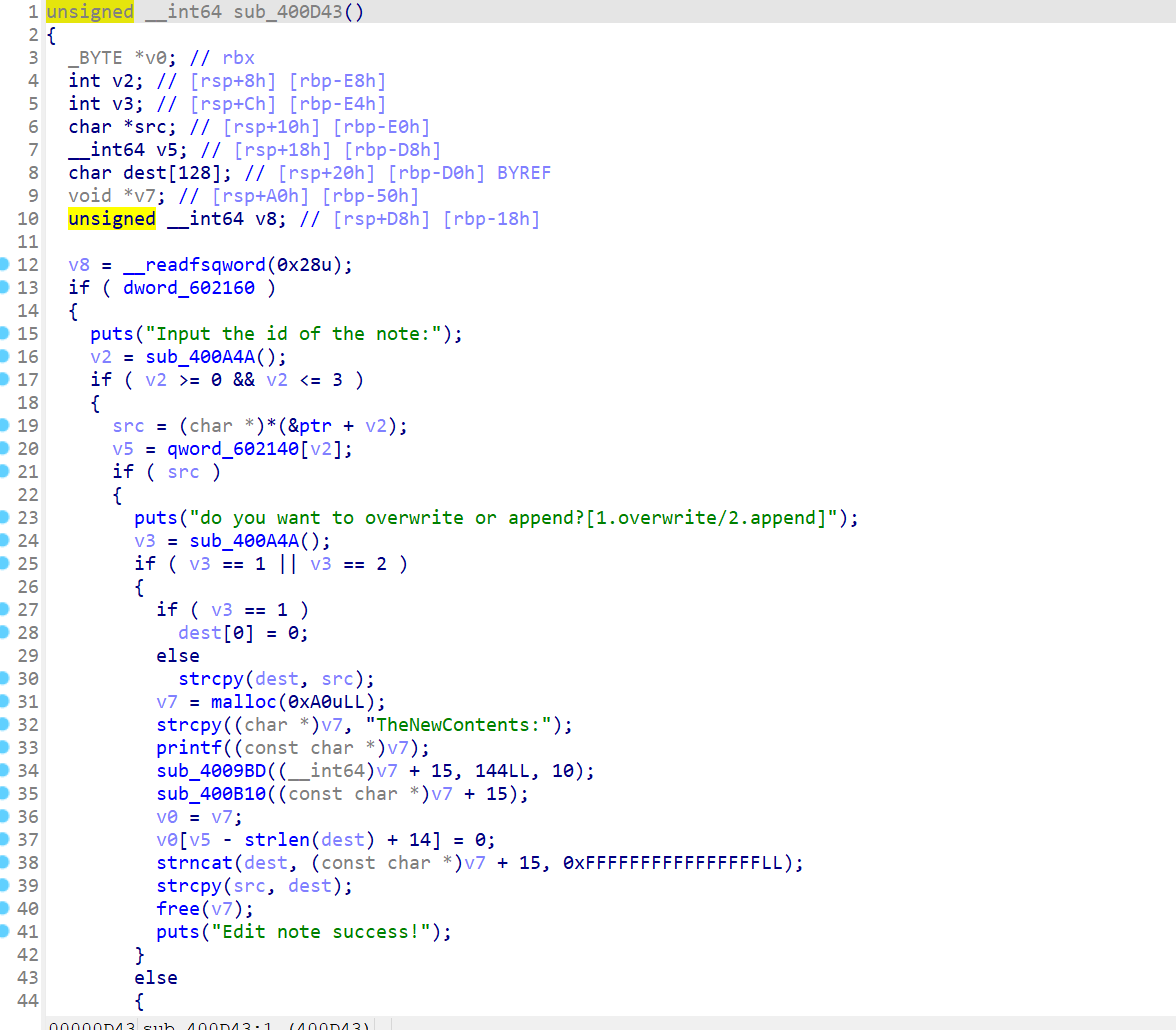 1 unsigned __int64 sub_400D43()
2 {
3 _BYTE *v0; // rbx
4 int v2; // [rsp+8h] [rbp-E8h]
5 int v3; // [rsp+Ch] [rbp-E4h]
6 char *src; // [rsp+10h] [rbp-E0h]
7 __int64 v5; // [rsp+18h] [rbp-D8h]
8 char dest[128]; // [rsp+20h] [rbp-D0h] BYREF
9 void *v7; // [rsp+A0h] [rbp-50h]
10 unsigned __int64 v8; // [rsp+D8h] [rbp-18h]
11
12 v8 = __readfsqword(0x28u);
13 if ( dword_602160 )
14 {
15 puts("Input the id of the note:");
16 v2 = sub_400A4A();
17 if ( v2 >= 0 && v2 <= 3 )
18 {
19 src = (char *)*(&ptr + v2);
20 v5 = qword_602140[v2];
21 if ( src )
22 {
23 puts("do you want to overwrite or append?[1.overwrite/2.append]");
24 v3 = sub_400A4A();
25 if ( v3 == 1 || v3 == 2 )
26 {
27 if ( v3 == 1 )
28 dest[0] = 0;
29 else
30 strcpy(dest, src);
31 v7 = malloc(0xA0uLL);
32 strcpy((char *)v7, "TheNewContents:");
33 printf((const char *)v7);
34 sub_4009BD((__int64)v7 + 15, 144LL, 10);
35 sub_400B10((const char *)v7 + 15);
36 v0 = v7;
37 v0[v5 - strlen(dest) + 14] = 0;
38 strncat(dest, (const char *)v7 + 15, 0xFFFFFFFFFFFFFFFFLL);
39 strcpy(src, dest);
40 free(v7);
41 puts("Edit note success!");
42 }
43 else
44 {
00000D43 sub_400D43:1 (400D43)